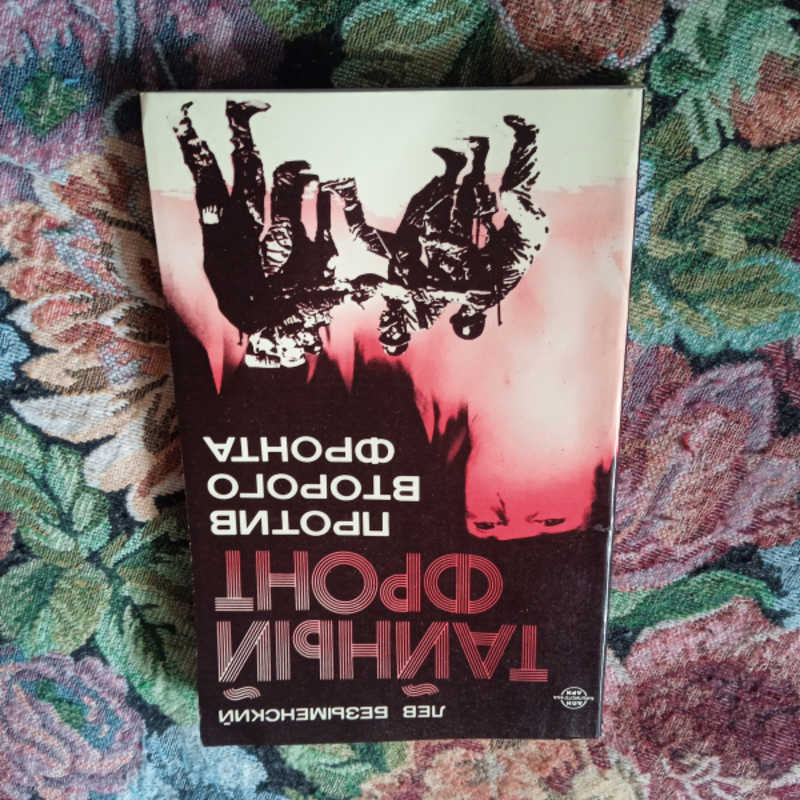 ЛЕВ БЕЗЫМЕНСКИЙ
ТАЙНЫЙ
ФРОНТ
ПРОТИВ
ВТОРОГО
ФРОНТА